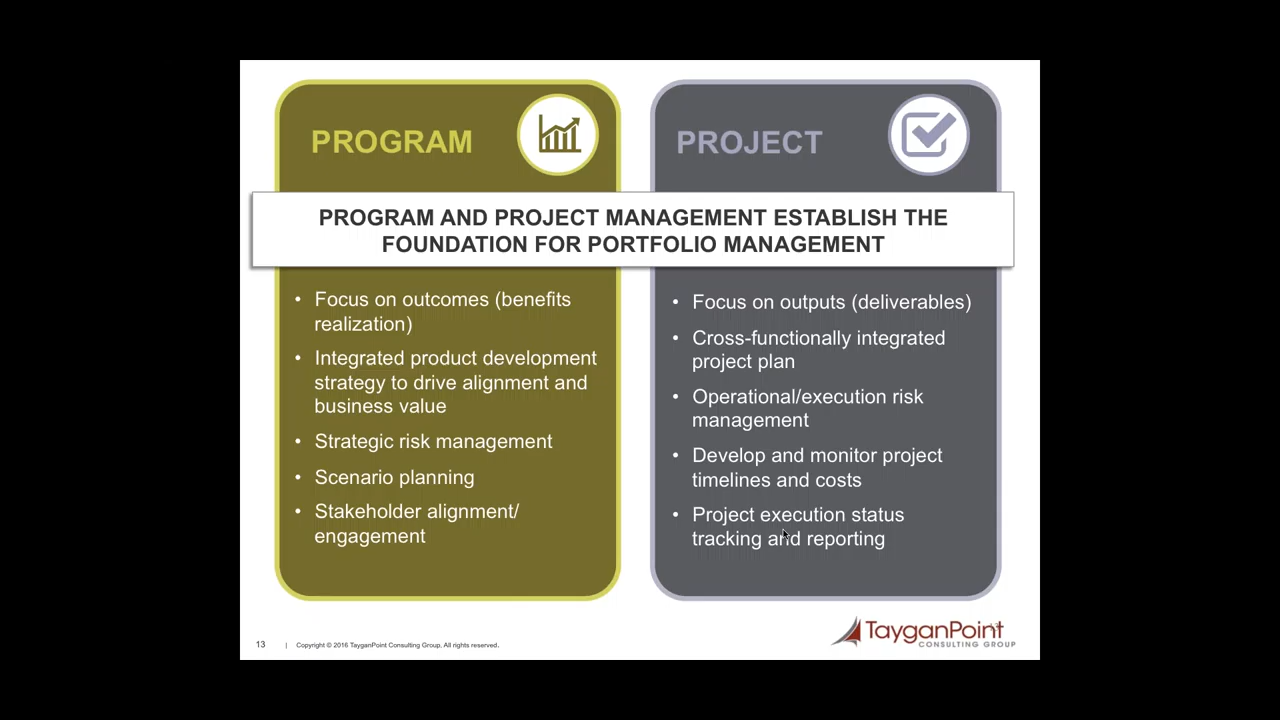 PROGRAM
PROJECT
PROGRAM AND PROJECT MANAGEMENT ESTABLISH THE
FOUNDATION FOR PORTFOLIO MANAGEMENT
• Focus on outcomes (benefits
realization)
• Integrated product development
strategy to drive alignment and
business value
• Strategic risk management
• Scenario planning
• Stakeholder alignment/
engagement
• Focus on outputs (deliverables)
• Cross-functionally integrated
project plan
• Operational/execution risk
management
• Develop and monitor project
timelines and costs
• Project execution status
tracking and reporting
13 | Copyright © 2016 TayganPoint Consulting Group. All rights reserved.
TayganPoint
CONSULTING GROUP